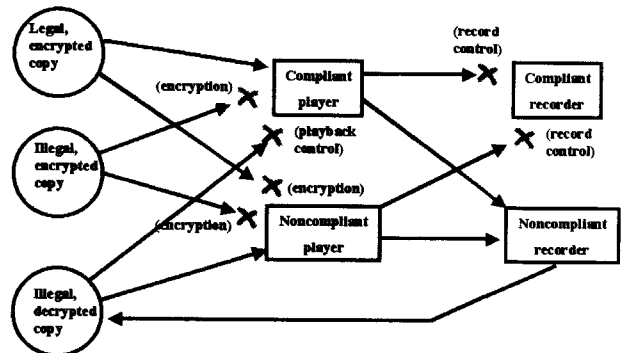 Legal,
encrypted
copy
(record
control)
(encryption)
Compliant
player
Compliant
recorder
Illegal,
encrypted
copy
(playback
control)
(record
control)
(encryption)
(encryption)
Noncompliant
player
Noncompliant
recorder
Illegal,
decrypted
copy